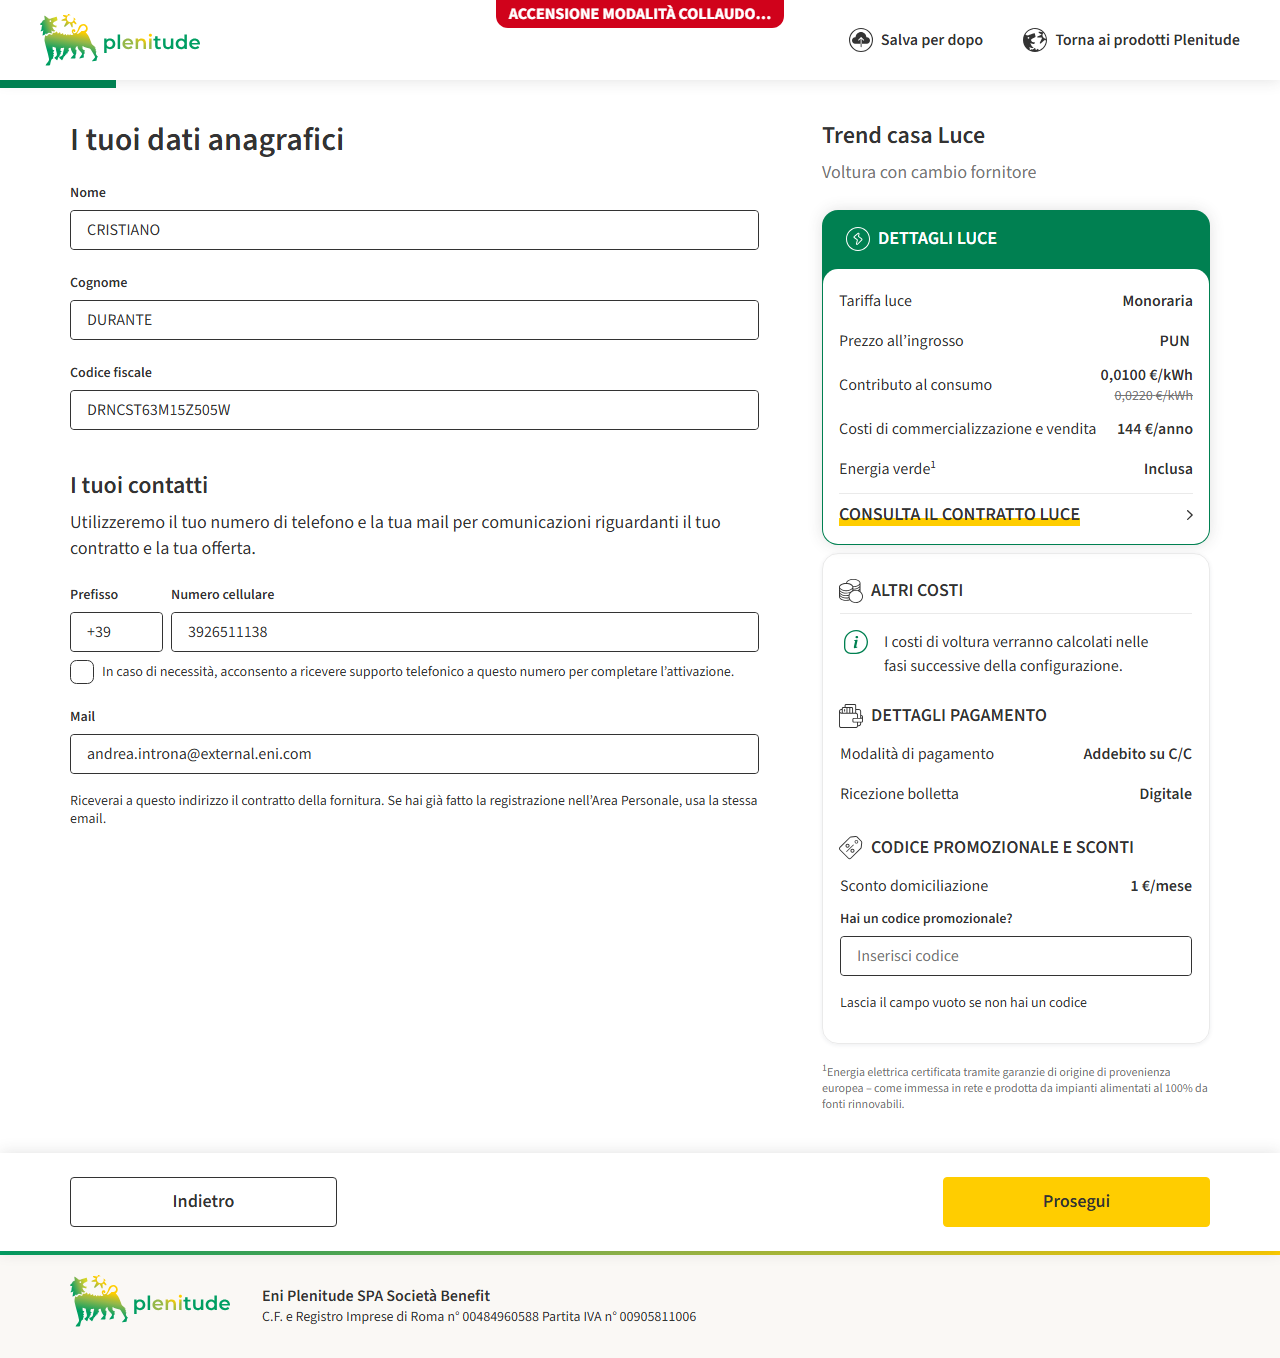 ACCENSIONE MODALITÀ COLLAUDO...
plenitude
Salva per dopo
Torna ai prodotti Plenitude
I tuoi dati anagrafici
Nome
CRISTIANO
Cognome
DURANTE
Codice fiscale
DRNCST63M15Z505W
I tuoi contatti
Utilizzeremo il tuo numero di telefono e la tua mail per comunicazioni riguardanti il tuo
contratto e la tua offerta.
Prefisso
Numero cellulare
+39
3926511138
In caso di necessità, acconsento a ricevere supporto telefonico a questo numero per completare l'attivazione.
Mail
andrea.introna@external.eni.com
Riceverai a questo indirizzo il contratto della fornitura. Se hai già fatto la registrazione nell'Area Personale, usa la stessa
email.
Trend casa Luce
Voltura con cambio fornitore
DETTAGLI LUCE
Tariffa luce
Monoraria
Prezzo all'ingrosso
PUN
Contributo al consumo
0,0100 €/kWh
0,0220 €/kWh
Costi di commercializzazione e vendita
144 €/anno
Energia verde¹
Inclusa
CONSULTA IL CONTRATTO LUCE
ALTRI COSTI
I costi di voltura verranno calcolati nelle
fasi successive della configurazione.
DETTAGLI PAGAMENTO
Modalità di pagamento
Addebito su C/C
Ricezione bolletta
Digitale
CODICE PROMOZIONALE E SCONTI
Sconto domiciliazione
1 €/mese
Hai un codice promozionale?
Inserisci codice
Lascia il campo vuoto se non hai un codice
¹Energia elettrica certificata tramite garanzie di origine di provenienza
europea – come immessa in rete e prodotta da impianti alimentati al 100% da
fonti rinnovabili.
Indietro
Prosegui
plenitude
Eni Plenitude SPA Società Benefit
C.F. e Registro Imprese di Roma n° 00484960588 Partita IVA n° 00905811006